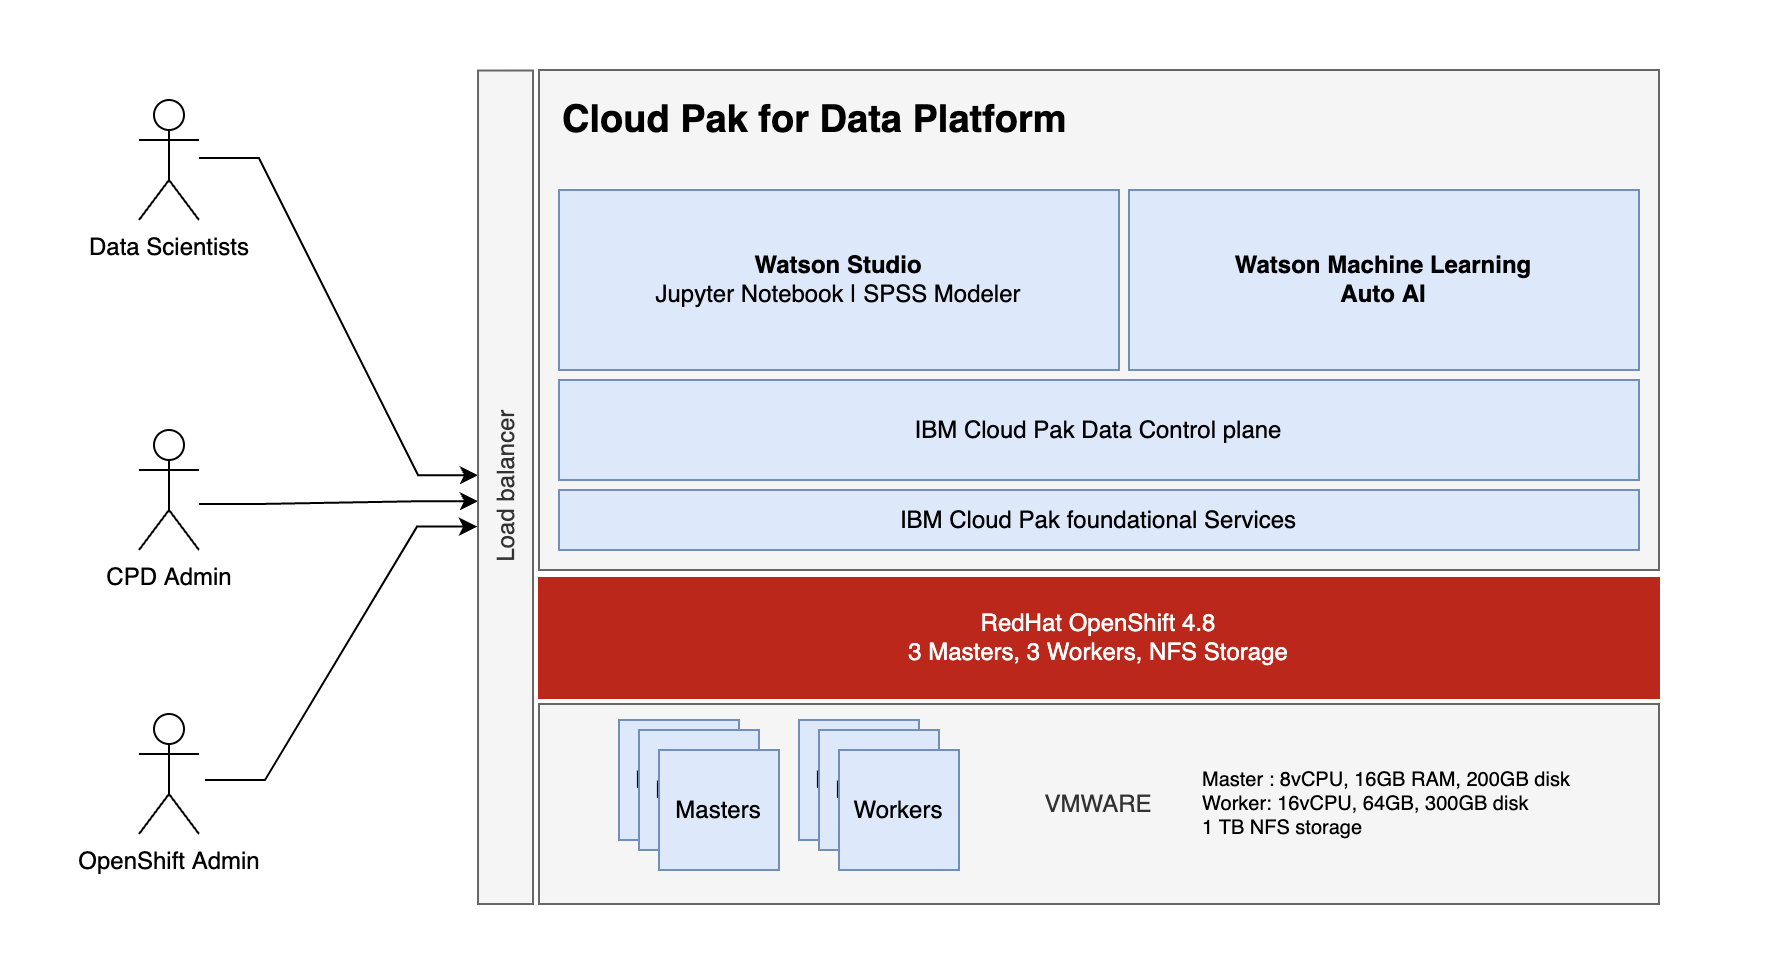 Cloud Pak for Data Platform
Data Scientists
Watson Studio
Jupyter Notebook | SPSS Modeler
Watson Machine Learning
Auto AI
IBM Cloud Pak Data Control plane
Load balancer
IBM Cloud Pak foundational Services
CPD Admin
RedHat OpenShift 4.8
3 Masters, 3 Workers, NFS Storage
Masters
Workers
VMWARE
Master : 8vCPU, 16GB RAM, 200GB disk
Worker: 16vCPU, 64GB, 300GB disk
1 TB NFS storage
OpenShift Admin